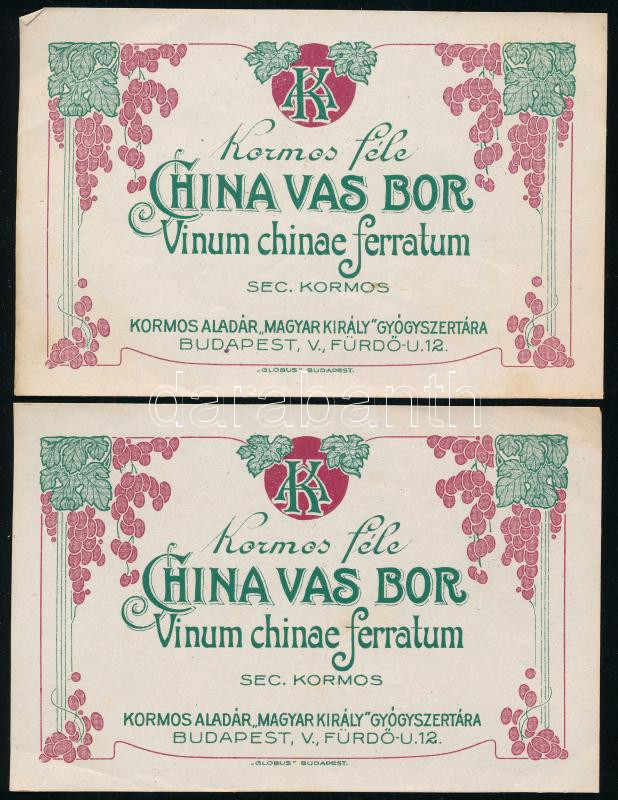 AK
Kormos féle
CHINA VAS BOR
Vinum chinae ferratum
SEC. KORMOS
KORMOS ALADÁR „MAGYAR KIRÁLY" GYÓGYSZERTÁRA
BUDAPEST, V., FÜRDŐ-U. 12.
„GLOBUS" BUDAPEST.
darabanth
AK
Kormos féle
CHINA VAS BOR
Vinum chinae ferratum
SEC. KORMOS
KORMOS ALADÁR „MAGYAR KIRÁLY" GYÓGYSZERTÁRA
BUDAPEST, V., FÜRDŐ-U. 12.
„GLOBUS" BUDAPEST.